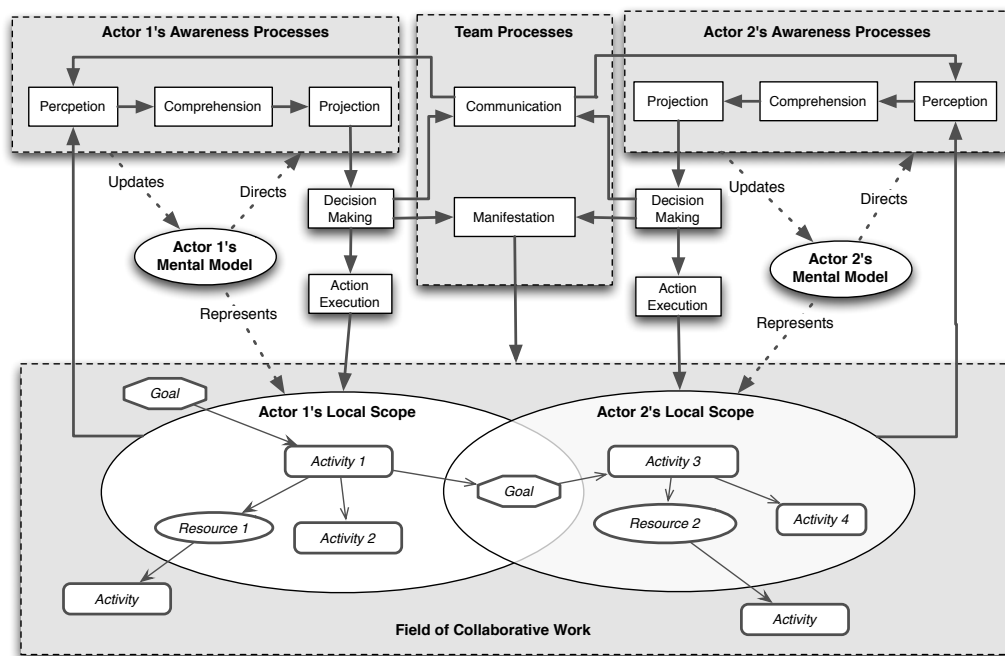 Actor 1's Awareness Processes
Team Processes
Actor 2's Awareness Processes
Percpetion
Comprehension
Projection
Communication
Projection
Comprehension
Perception
Updates
Directs
Decision
Making
Manifestation
Decision
Making
Updates
Directs
Actor 1's
Mental Model
Actor 2's
Mental Model
Action
Execution
Action
Execution
Represents
Represents
Goal
Actor 1's Local Scope
Actor 2's Local Scope
Activity 1
Goal
Activity 3
Resource 1
Activity 2
Resource 2
Activity 4
Activity
Activity
Field of Collaborative Work